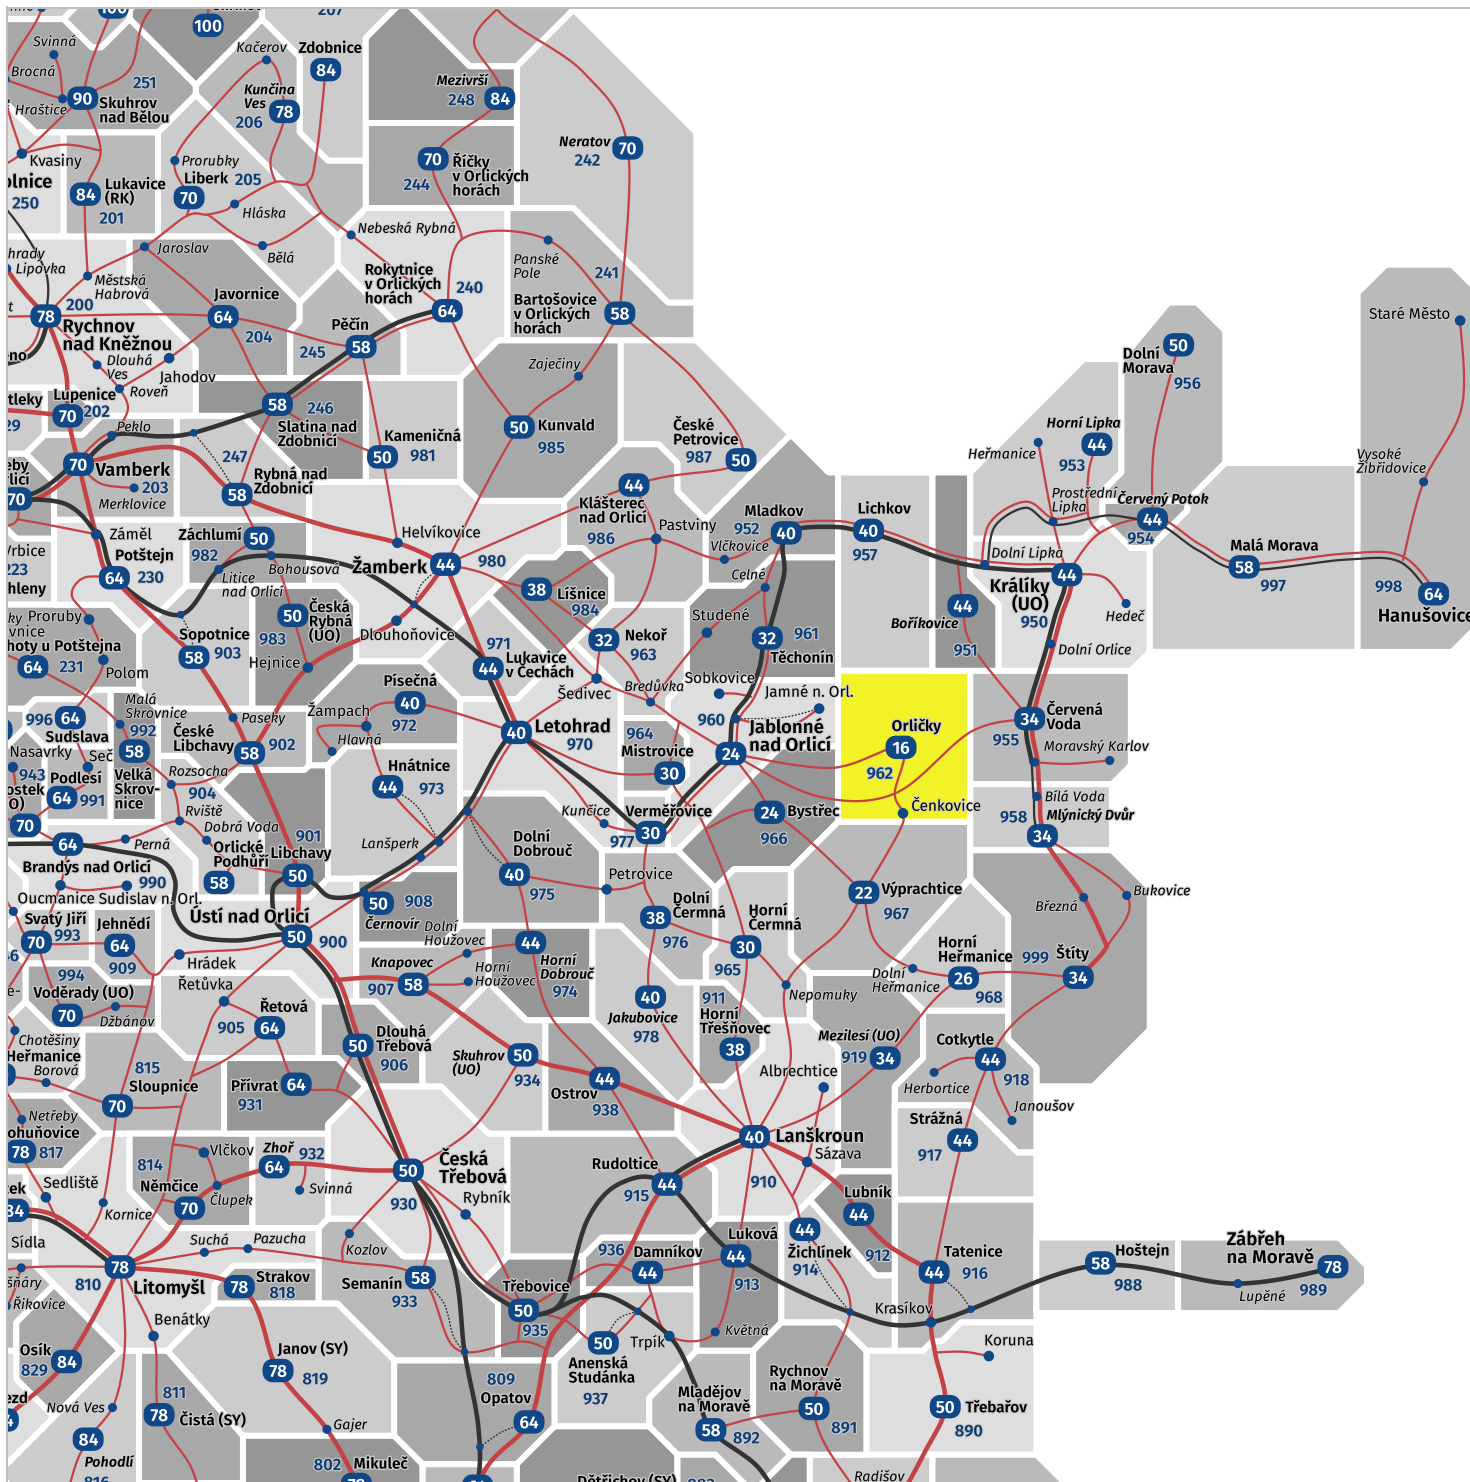 100
100
207
Svinná
Brocná
Hraštice
90
Skuhrov
nad Bělou
251
Kačerov
Kunčina
Ves
206
78
Zdobnice
84
Mezivrší
248
84
Neratov
242
70
Kvasiny
250
84
Lukavice
(RK)
201
Prorubky
Liberk
205
70
Hláska
70
Říčky
v Orlických
horách
244
Lipovka
Městská
Habrová
Jaroslav
Bělá
Nebeská Rybná
Rokytnice
v Orlických
horách
240
64
Panské
Pole
241
Bartošovice
v Orlických
horách
58
200
78
Rychnov
nad Kněžnou
Javornice
64
204
Pěčín
245
58
Dlouhá
Ves
Jahodov
Roveň
Lupenice
70
202
Peklo
58
246
Slatina nad
Zdobnicí
Kameničná
50
981
Zaječiny
50
Kunvald
985
České
Petrovice
987
50
70
Vamberk
203
Merklovice
247
Rybná nad
Zdobnicí
58
70
44
Klášterec
nad Orlicí
986
Pastviny
Mladkov
952
40
Vlčkovice
Celné
Lichkov
40
957
Staré Město
Dolní
Morava
50
956
Horní Lipka
44
953
Heřmanice
Prostřední
Lipka
Červený Potok
44
954
Vysoké
Žibřidovice
Malá Morava
58
997
998
64
Hanušovice
Záměl
Potštejn
64
230
Záchlumí
50
982
Litice
nad Orlicí
Bohousová
Helvíkovice
Žamberk
44
980
Dlouhoňovice
38
Líšnice
984
Dolní Lipka
Králíky
(UO)
950
44
Hedeč
Dolní Orlice
44
Boříkovice
951
223
Proruby
231
64
Polom
Sopotnice
58
903
50
Česká
Rybná
(UO)
983
Hejnice
32
Nekoř
963
Studené
32
961
Těchonín
971
44
Lukavice
v Čechách
Šedivec
Bredůvka
Sobkovice
Jamné n. Orl.
960
Jablonné
nad Orlicí
24
Orličky
16
962
Čenkovice
34
Červená
Voda
955
Moravský Karlov
996
64
Sudslava
Malá
Skrovnice
992
58
Velká
Skrov-
nice
Nasavrky
Seč
943
Podlesí
64
991
70
Paseky
České
Libchavy
58
902
Rozsocha
904
Žampach
Hlavná
Písečná
40
972
40
Letohrad
970
964
Mistrovice
30
Hnátnice
44
973
Kunčice
977
Verměřovice
30
24
Bystřec
966
Bílá Voda
958
Mlýnický Dvůr
34
Rviště
Dobrá Voda
901
Libchavy
50
Orlické
Podhůří
58
64
Perná
Brandýs nad Orlicí
990
Oucmanice
Sudislav n. Orl.
Lanšperk
Dolní
Dobrouč
40
975
Petrovice
38
Dolní
Čermná
976
22
Výprachtice
967
Březná
Bukovice
Ústí nad Orlicí
50
900
50
908
Černovír
Dolní
Houžovec
Svatý Jiří
993
70
Jehnědí
64
909
Hrádek
Řetůvka
994
Voděrady (UO)
70
Džbánov
Knapovec
907
58
Horní
Houžovec
44
Horní
Dobrouč
974
Horní
Čermná
30
965
Nepomuky
Dolní
Heřmanice
Horní
Heřmanice
26
968
999
Štíty
34
Chotěšiny
Heřmanice
Borová
815
Sloupnice
70
905
Řetová
64
50
Dlouhá
Třebová
906
Přívrat
64
931
Skuhrov
(UO)
50
934
40
Jakubovice
978
911
Horní
Třešňovec
38
Mezilesí (UO)
919
34
Cotkytle
44
918
Herbortice
Janoušov
Ostrov
44
938
Albrechtice
Netřeby
78
817
Sedliště
Kornice
Sídla
814
Němčice
70
Vlčkov
Člupek
Zhoř
64
932
Svinná
50
930
Česká
Třebová
Rybník
Rudoltice
915
44
40
Lanškroun
910
Sázava
Strážná
44
917
Lubník
44
912
810
78
Litomyšl
Suchá
Pazucha
78
Strakov
818
Kozlov
Semanín
58
933
Třebovice
50
935
936
Damníkov
44
Luková
44
913
44
Žichlínek
914
Tatenice
44
916
Krasíkov
Hoštejn
58
988
Zábřeh
na Moravě
78
Lupěné
989
Řikovice
Benátky
Osík
829
84
Janov (SY)
78
819
Gajer
811
78
Čistá (SY)
Nová Ves
84
Pohodlí
816
809
Opatov
64
50
Trpík
Květná
Anenská
Studánka
937
Mladějov
na Moravě
58
892
Rychnov
na Moravě
50
891
Koruna
50
Třebařov
890
802
Mikuleč
Dětřichov (SY)
Radišov